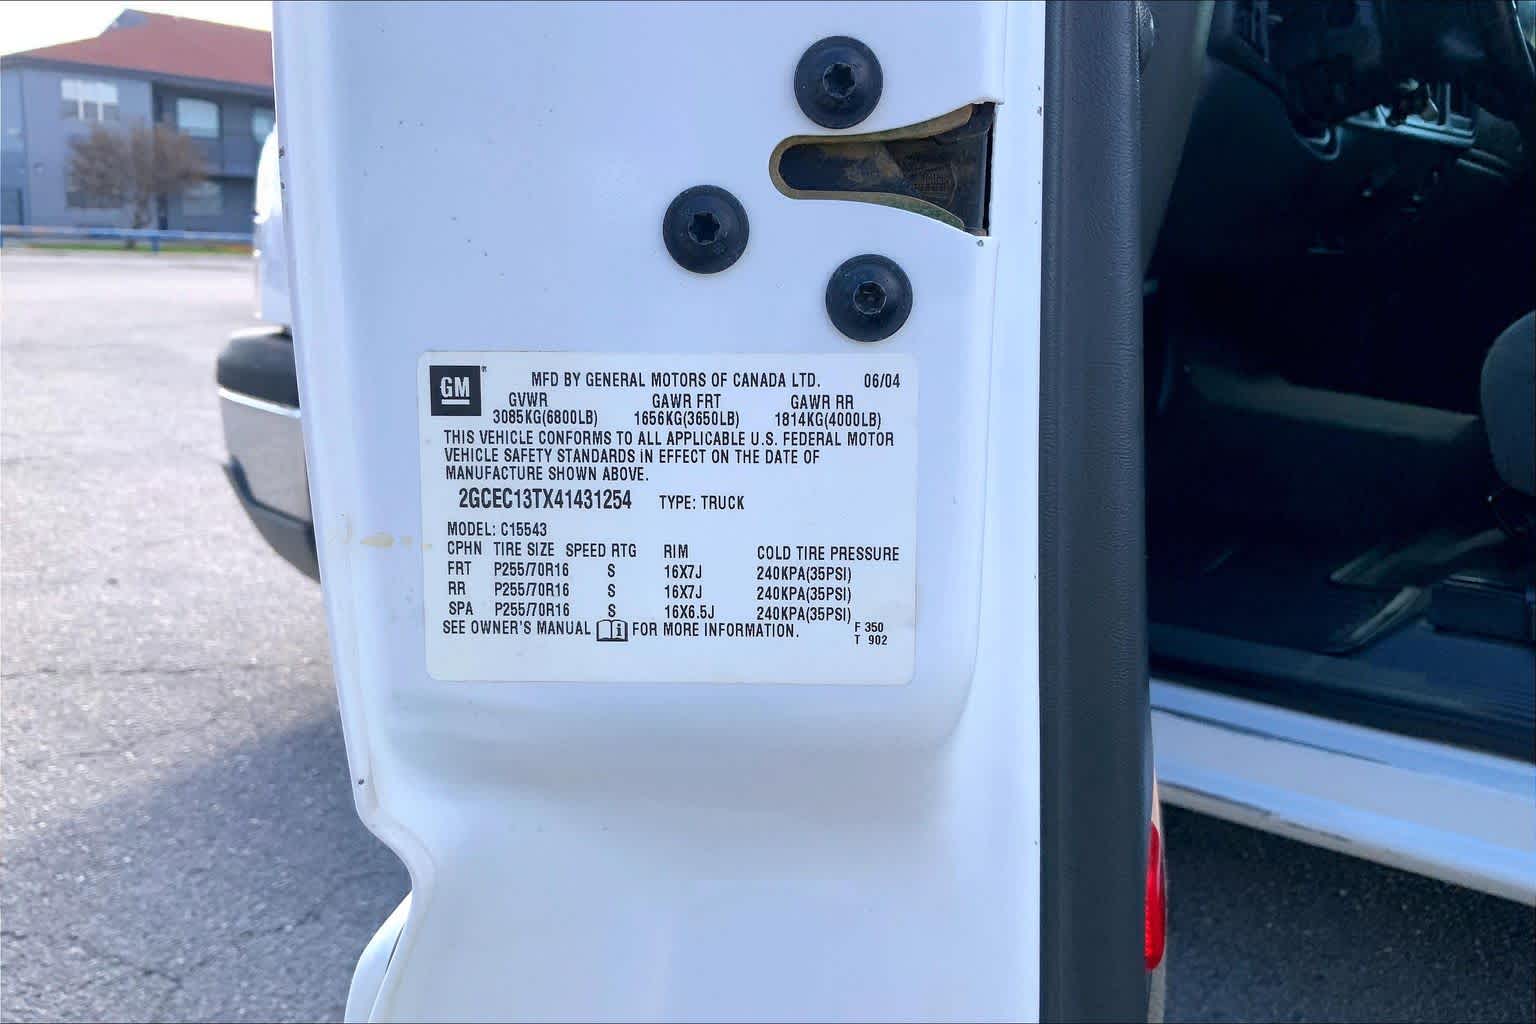 GM MFD BY GENERAL MOTORS OF CANADA LTD. 06/04
GVWR GAWR FRT GAWR RR
3085KG(6800LB) 1656KG(3650LB) 1814KG(4000LB)
THIS VEHICLE CONFORMS TO ALL APPLICABLE U.S. FEDERAL MOTOR
VEHICLE SAFETY STANDARDS IN EFFECT ON THE DATE OF
MANUFACTURE SHOWN ABOVE.
2GCEC13TX41431254 TYPE: TRUCK
MODEL: C15543
CPHN TIRE SIZE SPEED RTG RIM COLD TIRE PRESSURE
FRT P255/70R16 S 16X7J 240KPA(35PSI)
RR P255/70R16 S 16X7J 240KPA(35PSI)
SPA P255/70R16 S 16X6.5J 240KPA(35PSI)
SEE OWNER'S MANUAL i FOR MORE INFORMATION. F 350
T 902